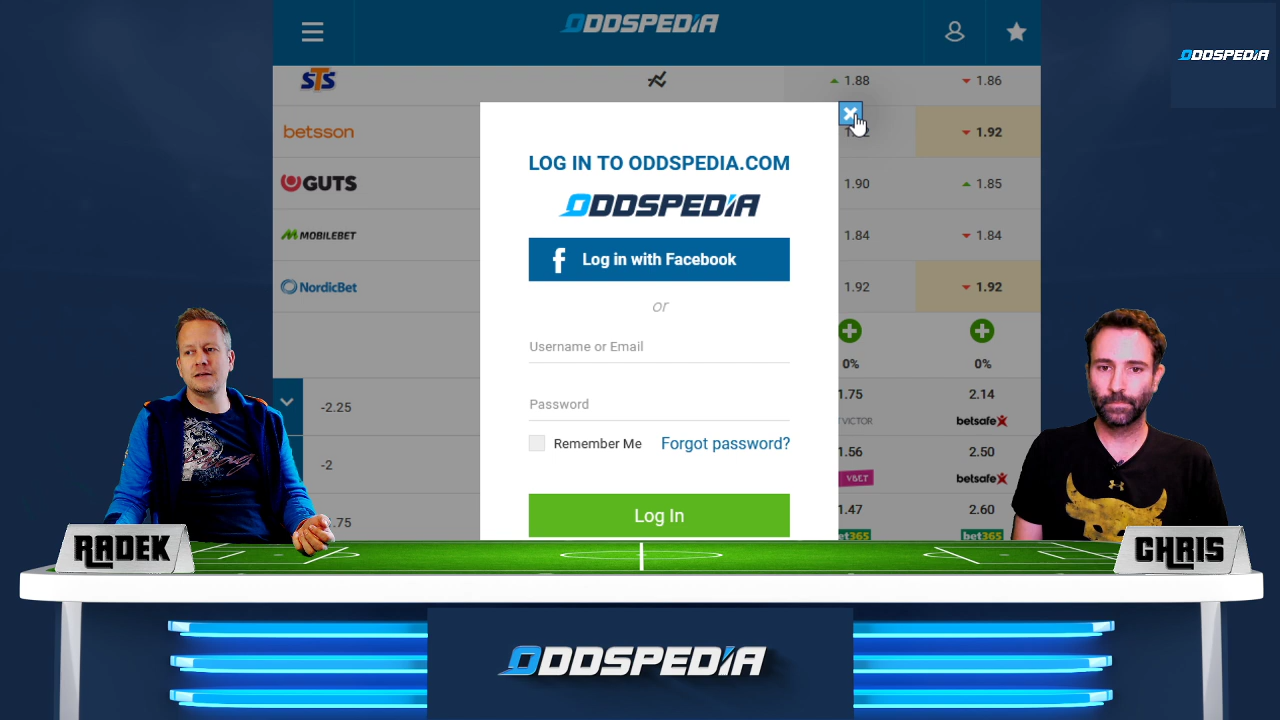 ODDSPEDIA
ODDSPEDIA
STS 1.88 1.86
betsson 1.92
GUTS 1.90 1.85
MOBILEBET 1.84 1.84
NordicBet 1.92 1.92
LOG IN TO ODDSPEDIA.COM
ODDSPEDIA
Log in with Facebook
or
Username or Email
Password
Remember Me Forgot password?
Log In
0% 0%
-2.25 1.75 2.14
VICTOR betsafe
-2 1.56 2.50
VBET betsafe
.75 1.47 2.60
bet365 bet365
RADEK
CHRIS
ODDSPEDIA